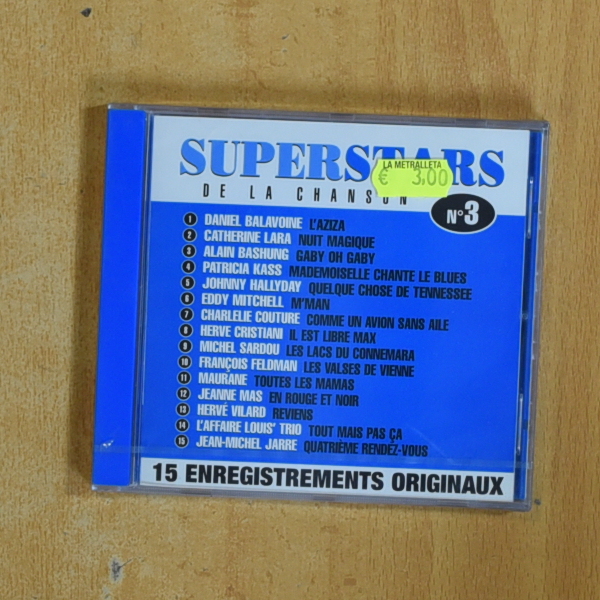 SUPERSTARS
LA METRALLETA
€ 3,00
DE LA CHANSON
N°3
1 DANIEL BALAVOINE L'AZIZA
2 CATHERINE LARA NUIT MAGIQUE
3 ALAIN BASHUNG GABY OH GABY
4 PATRICIA KASS MADEMOISELLE CHANTE LE BLUES
5 JOHNNY HALLYDAY QUELQUE CHOSE DE TENNESSEE
6 EDDY MITCHELL M'MAN
7 CHARLELIE COUTURE COMME UN AVION SANS AILE
8 HERVE CRISTIANI IL EST LIBRE MAX
9 MICHEL SARDOU LES LACS DU CONNEMARA
10 FRANÇOIS FELDMAN LES VALSES DE VIENNE
11 MAURANE TOUTES LES MAMAS
12 JEANNE MAS EN ROUGE ET NOIR
13 HERVÉ VILARD REVIENS
14 L'AFFAIRE LOUIS' TRIO TOUT MAIS PAS ÇA
15 JEAN-MICHEL JARRE QUATRIÈME RENDEZ-VOUS
15 ENREGISTREMENTS ORIGINAUX